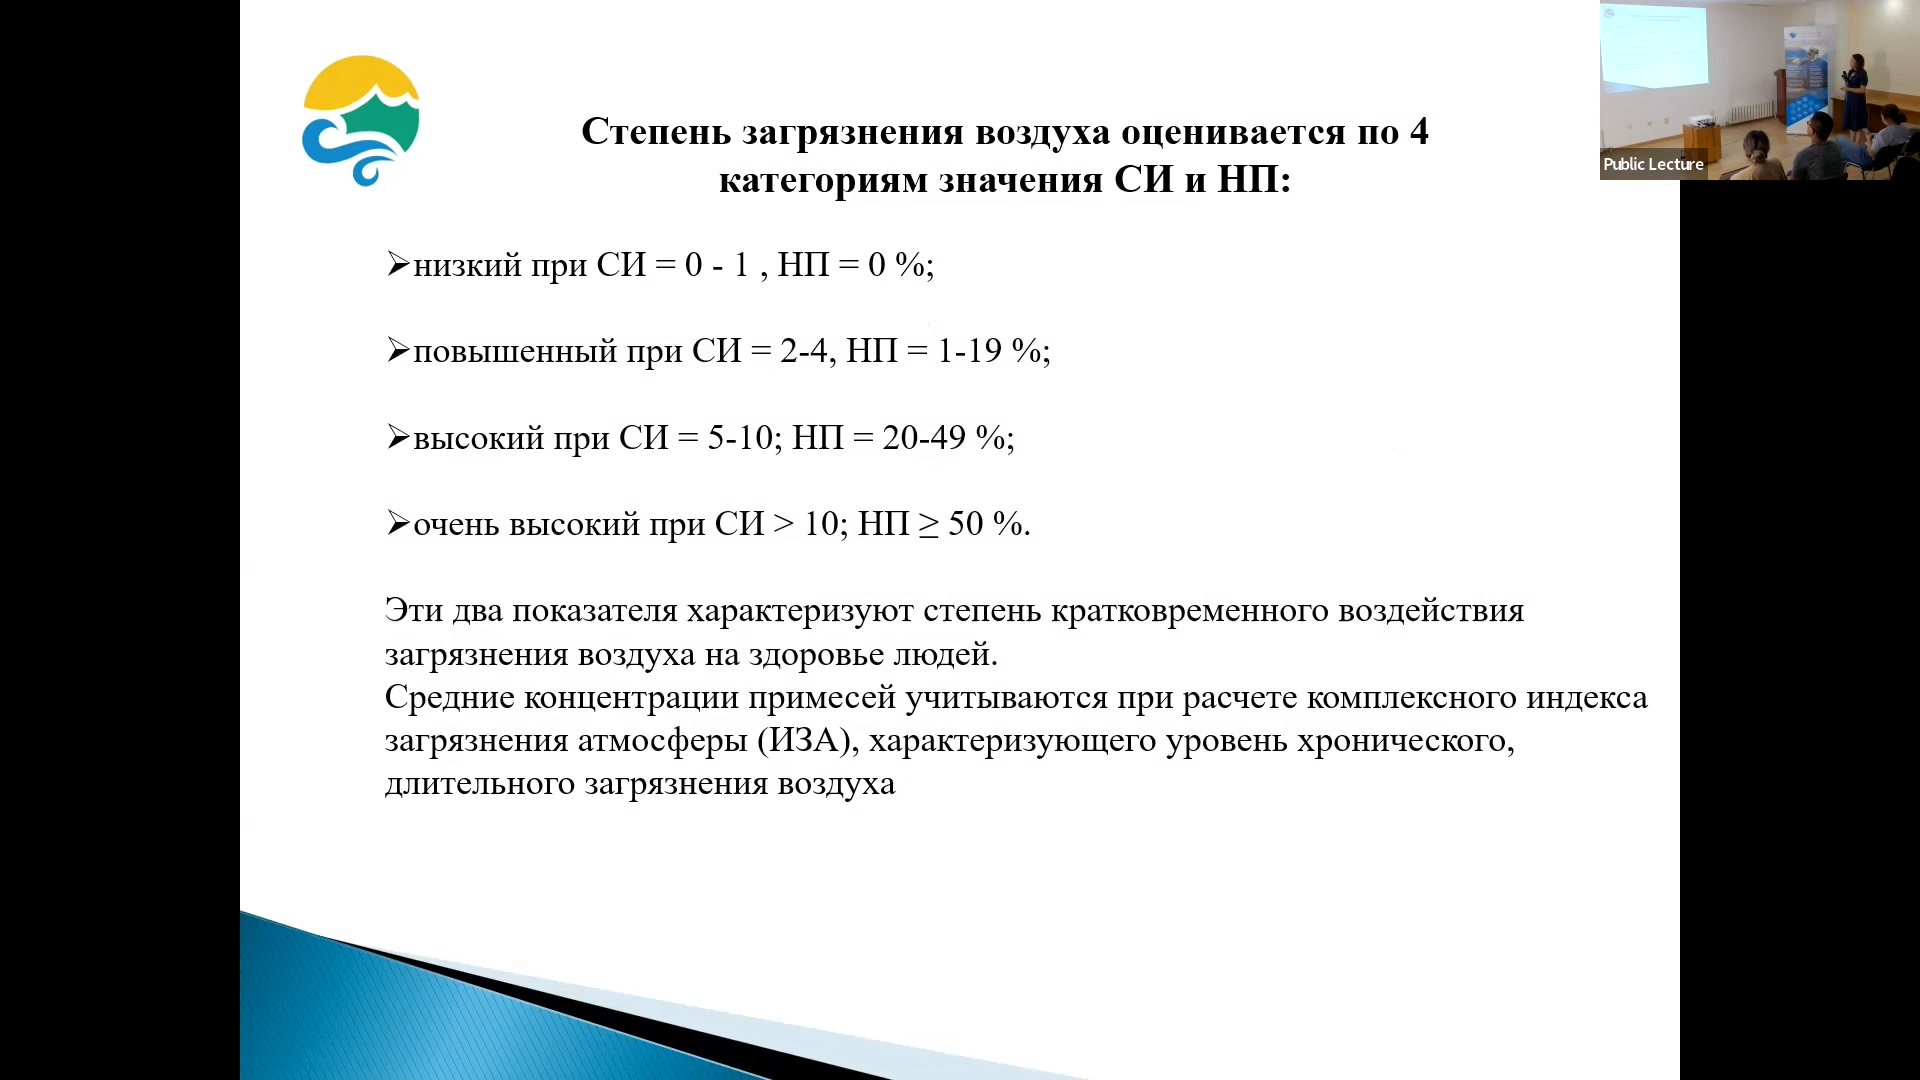 Степень загрязнения воздуха оценивается по 4
категориям значения СИ и НП:
➢низкий при СИ = 0 - 1 , НП = 0 %;
➢повышенный при СИ = 2-4, НП = 1-19 %;
➢высокий при СИ = 5-10; НП = 20-49 %;
➢очень высокий при СИ > 10; НП ≥ 50 %.
Эти два показателя характеризуют степень кратковременного воздействия
загрязнения воздуха на здоровье людей.
Средние концентрации примесей учитываются при расчете комплексного индекса
загрязнения атмосферы (ИЗА), характеризующего уровень хронического,
длительного загрязнения воздуха
Public Lecture